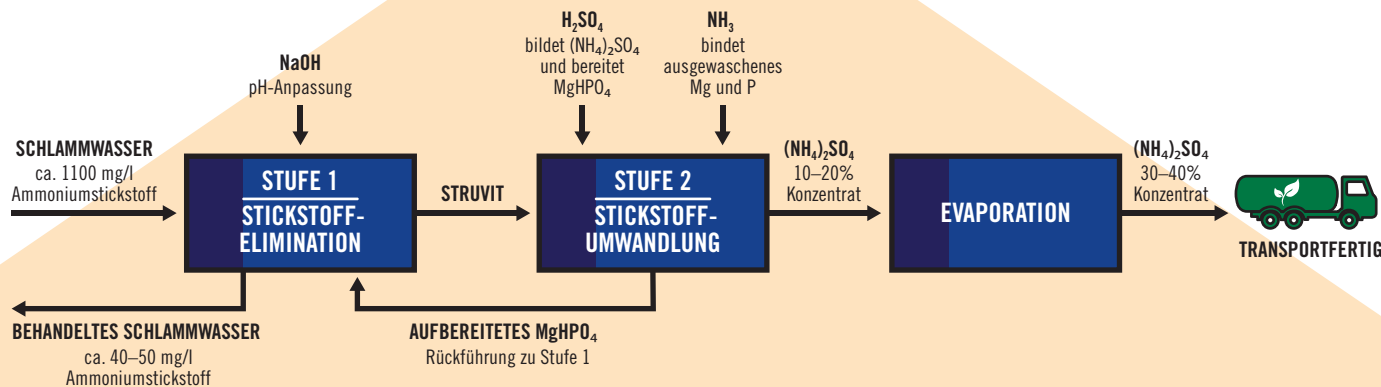 H₂SO₄
bildet (NH₄)₂SO₄
und bereitet
MgHPO₄
NH₃
bindet
ausgewaschenes
Mg und P
NaOH
pH-Anpassung
SCHLAMMWASSER
ca. 1100 mg/l
Ammoniumstickstoff
STUFE 1
STICKSTOFF-
ELIMINATION
STRUVIT
STUFE 2
STICKSTOFF-
UMWANDLUNG
(NH₄)₂SO₄
10–20%
Konzentrat
EVAPORATION
(NH₄)₂SO₄
30–40%
Konzentrat
TRANSPORTFERTIG
BEHANDELTES SCHLAMMWASSER
ca. 40–50 mg/l
Ammoniumstickstoff
AUFBEREITETES MgHPO₄
Rückführung zu Stufe 1